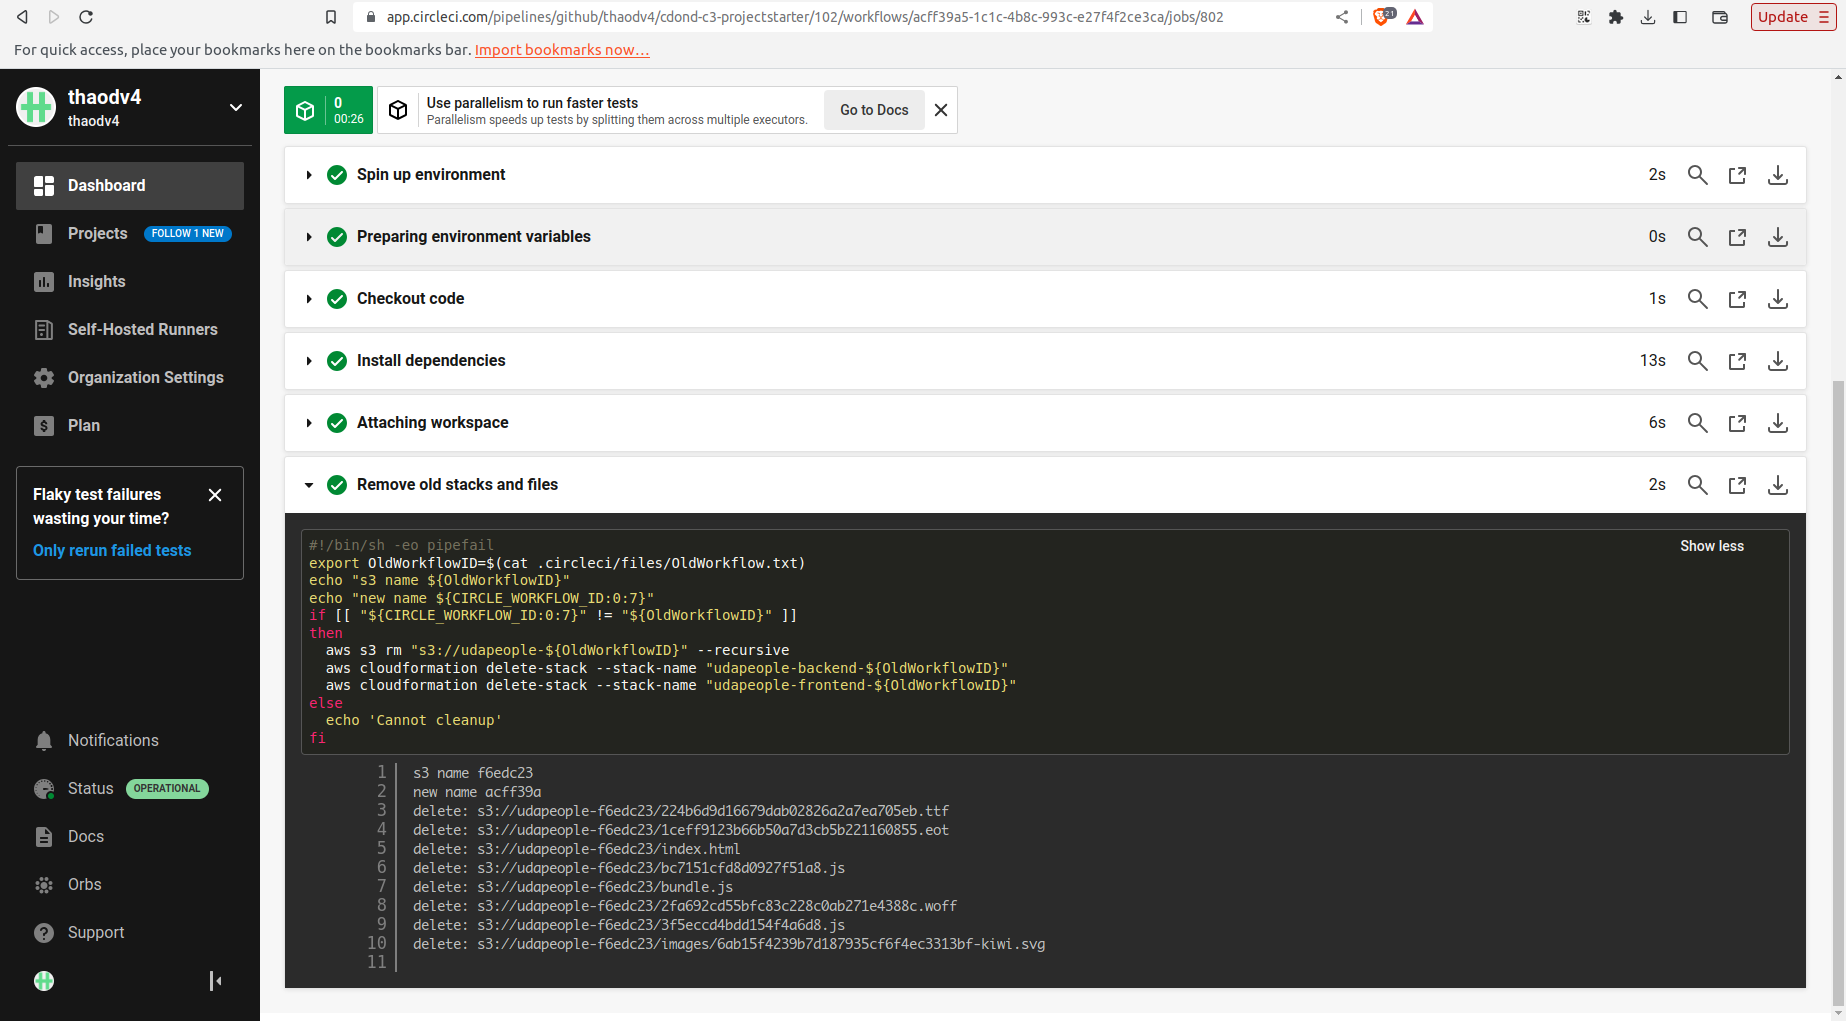 app.circleci.com/pipelines/github/thaodv4/cdond-c3-projectstarter/102/workflows/acff39a5-1c1c-4b8c-993c-e27f4f2ce3ca/jobs/802
21
Update
For quick access, place your bookmarks here on the bookmarks bar. Import bookmarks now...
thaodv4
thaodv4
Dashboard
Projects FOLLOW 1 NEW
Insights
Self-Hosted Runners
Organization Settings
Plan
Flaky test failures
wasting your time?
Only rerun failed tests
Notifications
Status OPERATIONAL
Docs
Orbs
Support
0
00:26
Use parallelism to run faster tests
Parallelism speeds up tests by splitting them across multiple executors.
Go to Docs
Spin up environment 2s
Preparing environment variables 0s
Checkout code 1s
Install dependencies 13s
Attaching workspace 6s
Remove old stacks and files 2s
Show less
#!/bin/sh -eo pipefail
export OldWorkflowID=$(cat .circleci/files/OldWorkflow.txt)
echo "s3 name ${OldWorkflowID}"
echo "new name ${CIRCLE_WORKFLOW_ID:0:7}"
if [[ "${CIRCLE_WORKFLOW_ID:0:7}" != "${OldWorkflowID}" ]]
then
  aws s3 rm "s3://udapeople-${OldWorkflowID}" --recursive
  aws cloudformation delete-stack --stack-name "udapeople-backend-${OldWorkflowID}"
  aws cloudformation delete-stack --stack-name "udapeople-frontend-${OldWorkflowID}"
else
  echo 'Cannot cleanup'
fi
1 s3 name f6edc23
2 new name acff39a
3 delete: s3://udapeople-f6edc23/224b6d9d16679dab02826a2a7ea705eb.ttf
4 delete: s3://udapeople-f6edc23/1ceff9123b66b50a7d3cb5b221160855.eot
5 delete: s3://udapeople-f6edc23/index.html
6 delete: s3://udapeople-f6edc23/bc7151cfd8d0927f51a8.js
7 delete: s3://udapeople-f6edc23/bundle.js
8 delete: s3://udapeople-f6edc23/2fa692cd55bfc83c228c0ab271e4388c.woff
9 delete: s3://udapeople-f6edc23/3f5eccd4bdd154f4a6d8.js
10 delete: s3://udapeople-f6edc23/images/6ab15f4239b7d187935cf6f4ec3313bf-kiwi.svg
11